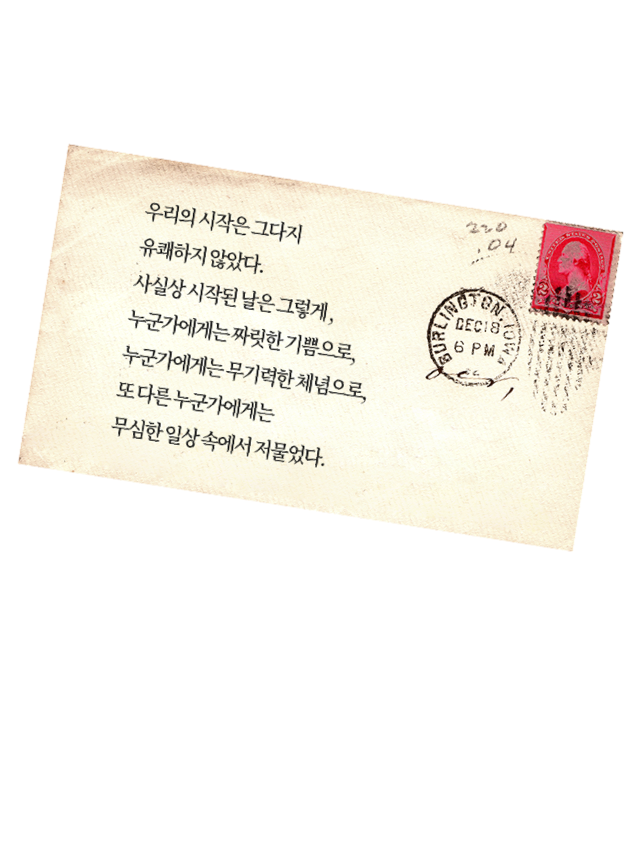 우리의 시작은 그다지
유쾌하지 않았다.
사실상 시작된 날은 그렇게,
누군가에게는 짜릿한 기쁨으로,
누군가에게는 무기력한 체념으로,
또 다른 누군가에게는
무심한 일상 속에서 저물었다.
220
.04
BURLINGTON, IOWA
DEC 18
6 PM
2 2